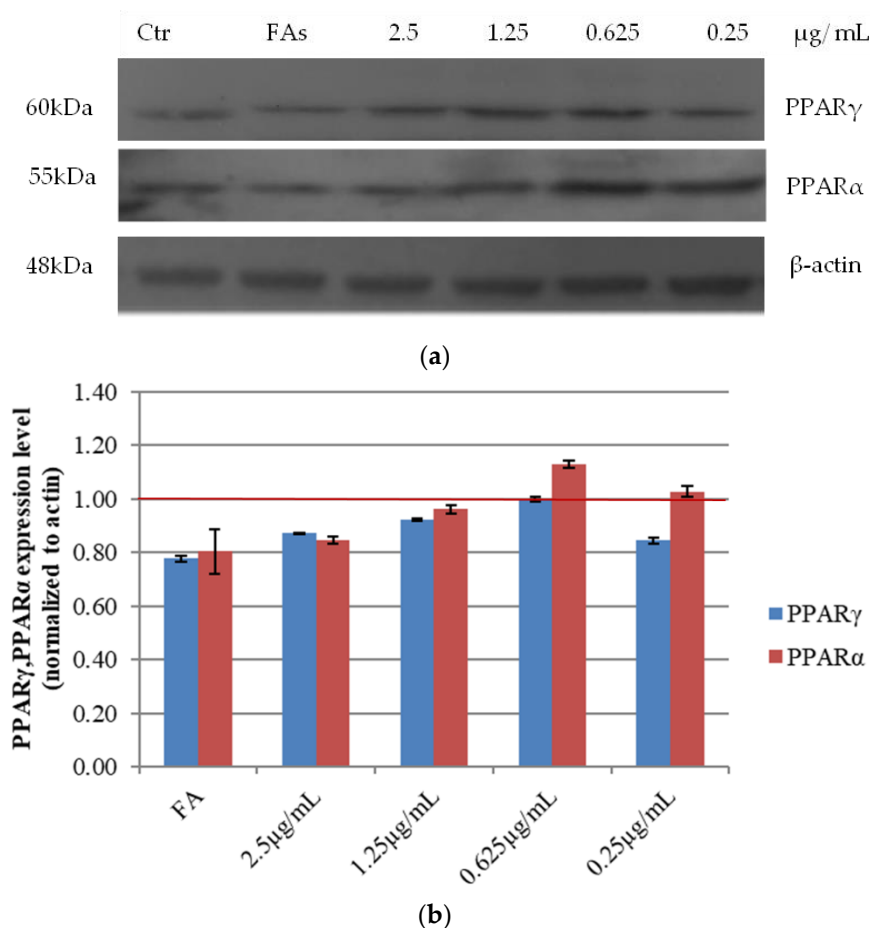 Ctr FAs 2.5 1.25 0.625 0.25 μg/ mL
60kDa PPARγ
55kDa PPARα
48kDa β-actin
(a)
PPARγ,PPARα expression level
(normalized to actin)
1.40
1.20
1.00
0.80
0.60
0.40
0.20
0.00
PPARγ
PPARα
FA 2.5μg/mL 1.25μg/mL 0.625μg/mL 0.25μg/mL
(b)